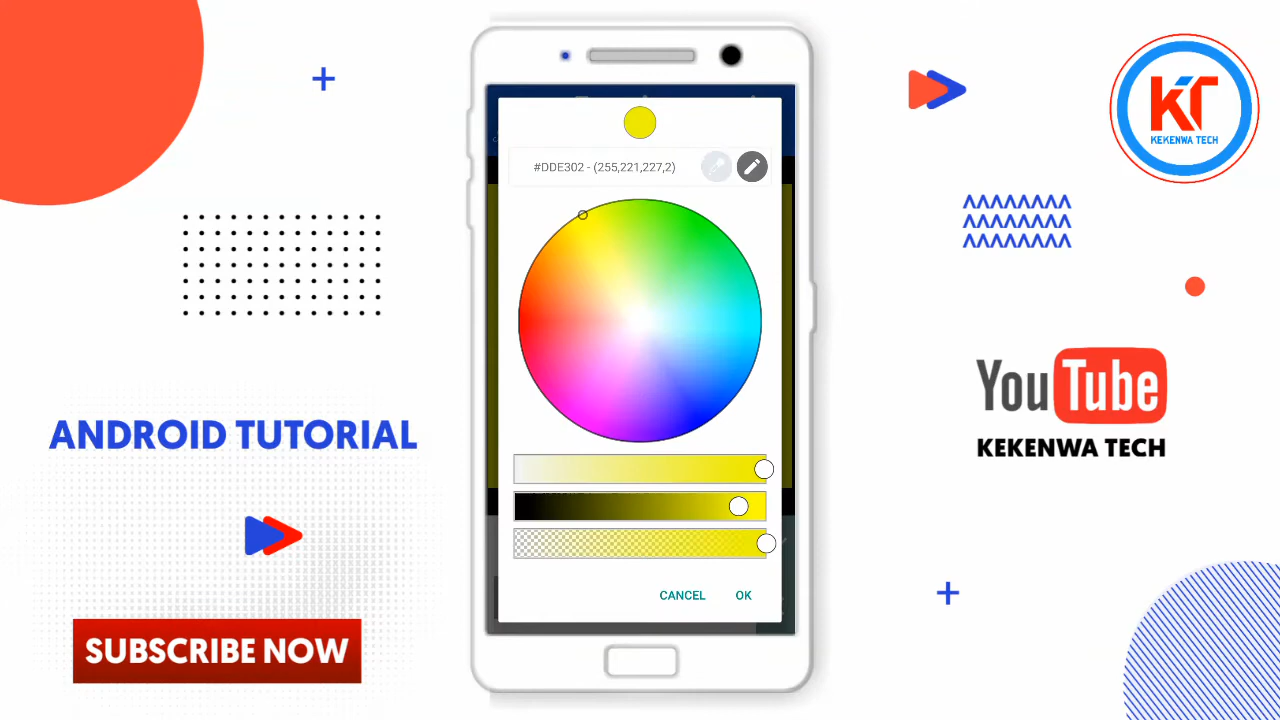 KT
KEKENWA TECH
#DDE302 - (255,221,227,2)
YouTube
KEKENWA TECH
ANDROID TUTORIAL
CANCEL OK
SUBSCRIBE NOW